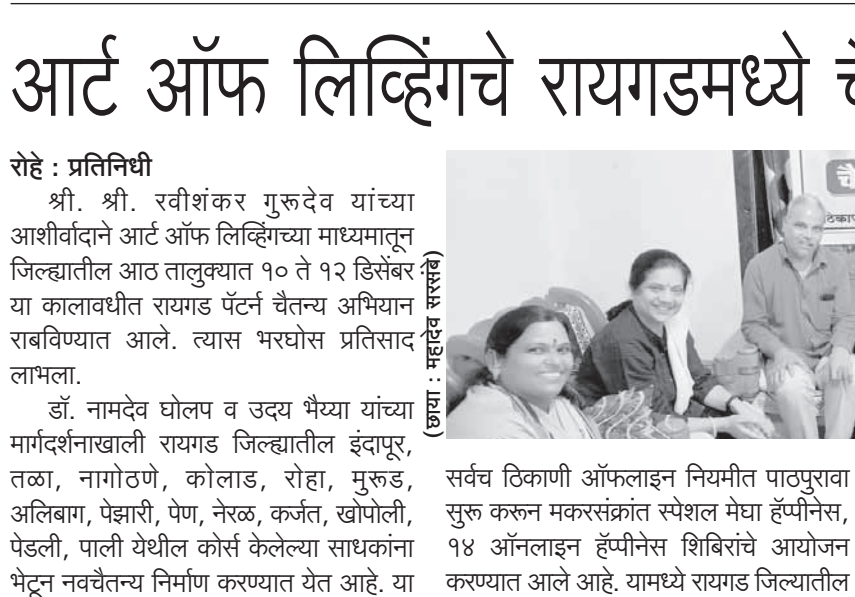 आर्ट ऑफ लिव्हिंगचे रायगडमध्ये
रोहे : प्रतिनिधी
श्री. श्री. रवीशंकर गुरूदेव यांच्या
आशीर्वादाने आर्ट ऑफ लिव्हिंगच्या माध्यमातून
जिल्ह्यातील आठ तालुक्यात १० ते १२ डिसेंबर
या कालावधीत रायगड पॅटर्न चैतन्य अभियान
राबविण्यात आले. त्यास भरघोस प्रतिसाद
लाभला.
डॉ. नामदेव घोलप व उदय भैय्या यांच्या
मार्गदर्शनाखाली रायगड जिल्ह्यातील इंदापूर,
तळा, नागोठणे, कोलाड, रोहा, मुरूड,
अलिबाग, पेझारी, पेण, नेरळ, कर्जत, खोपोली,
पेडली, पाली येथील कोर्स केलेल्या साधकांना
भेटून नवचैतन्य निर्माण करण्यात येत आहे. या
(छाया : महादेव सरसंबे)
सर्वच ठिकाणी ऑफलाइन नियमीत पाठपुरावा
सुरू करून मकरसंक्रांत स्पेशल मेघा हॅप्पीनेस,
१४ ऑनलाइन हॅप्पीनेस शिबिरांचे आयोजन
करण्यात आले आहे. यामध्ये रायगड जिल्यातील